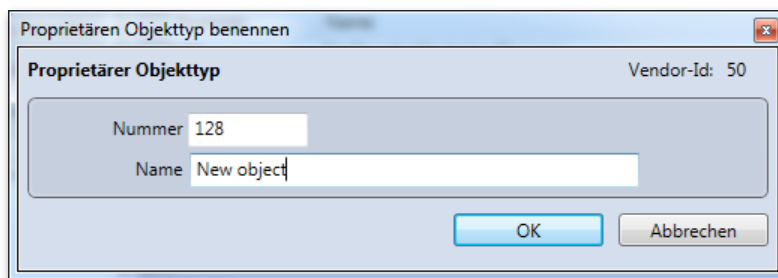 Proprietären Objekttyp benennen
Proprietärer Objekttyp Vendor-Id: 50
Nummer 128
Name New object
OK Abbrechen